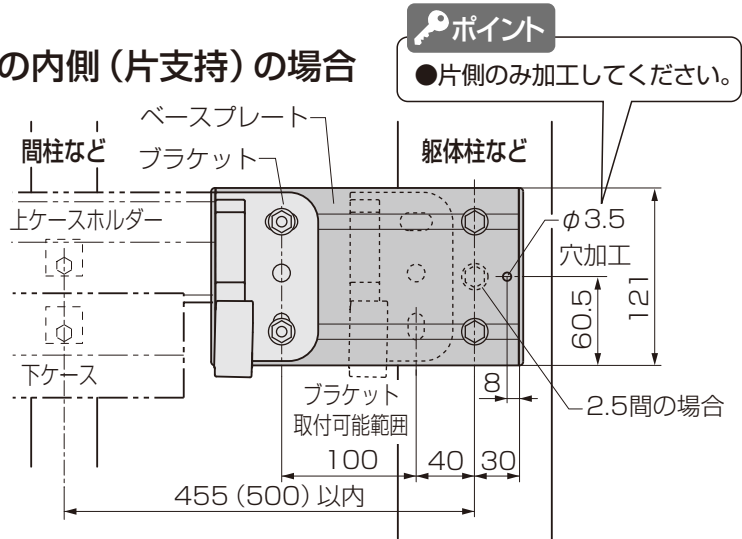 の内側（片支持）の場合
ポイント
●片側のみ加工してください。
ベースプレート
間柱など
ブラケット
躯体柱など
上ケースホルダー
φ3.5
穴加工
60.5
121
下ケース
8
ブラケット
取付可能範囲
2.5間の場合
100
40
30
455（500）以内